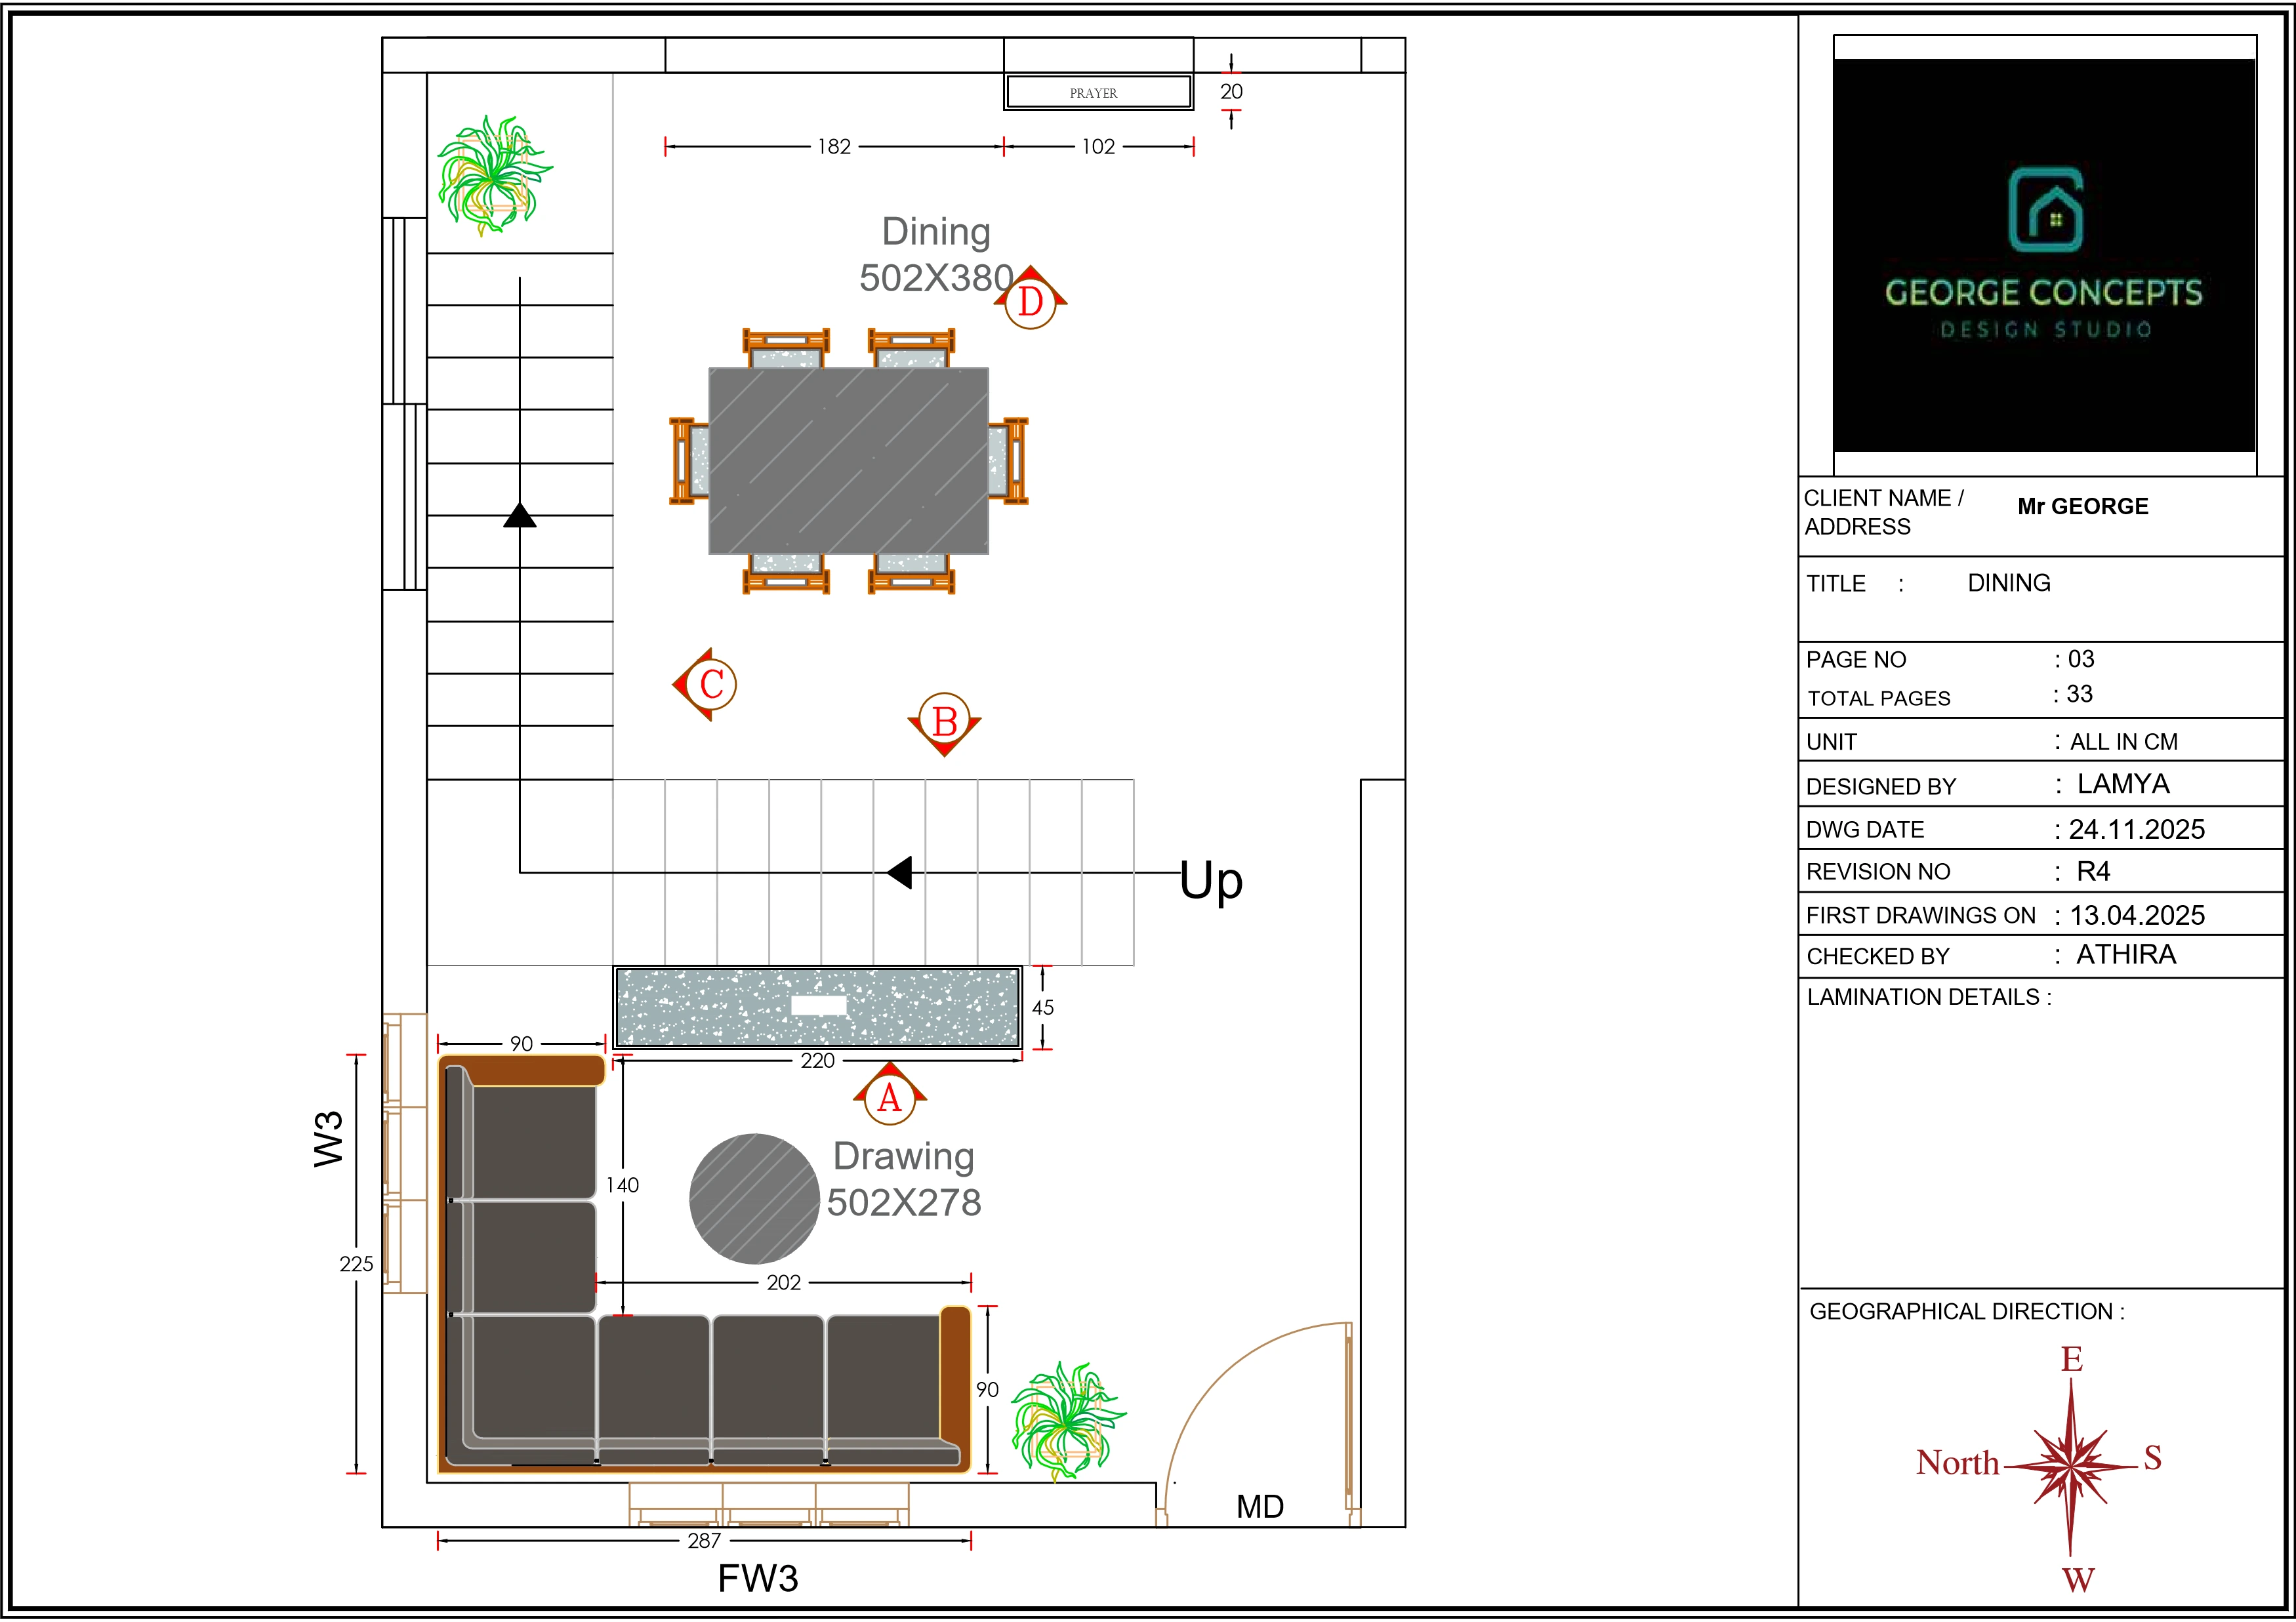 PRAYER
20
182
102
Dining
502X380
D
C
B
Up
45
90
220
A
W3
Drawing
502X278
140
225
202
90
MD
287
FW3
GEORGE CONCEPTS
DESIGN STUDIO
CLIENT NAME / ADDRESS Mr GEORGE
TITLE : DINING
PAGE NO : 03
TOTAL PAGES : 33
UNIT : ALL IN CM
DESIGNED BY : LAMYA
DWG DATE : 24.11.2025
REVISION NO : R4
FIRST DRAWINGS ON : 13.04.2025
CHECKED BY : ATHIRA
LAMINATION DETAILS :
GEOGRAPHICAL DIRECTION :
E
North
S
W